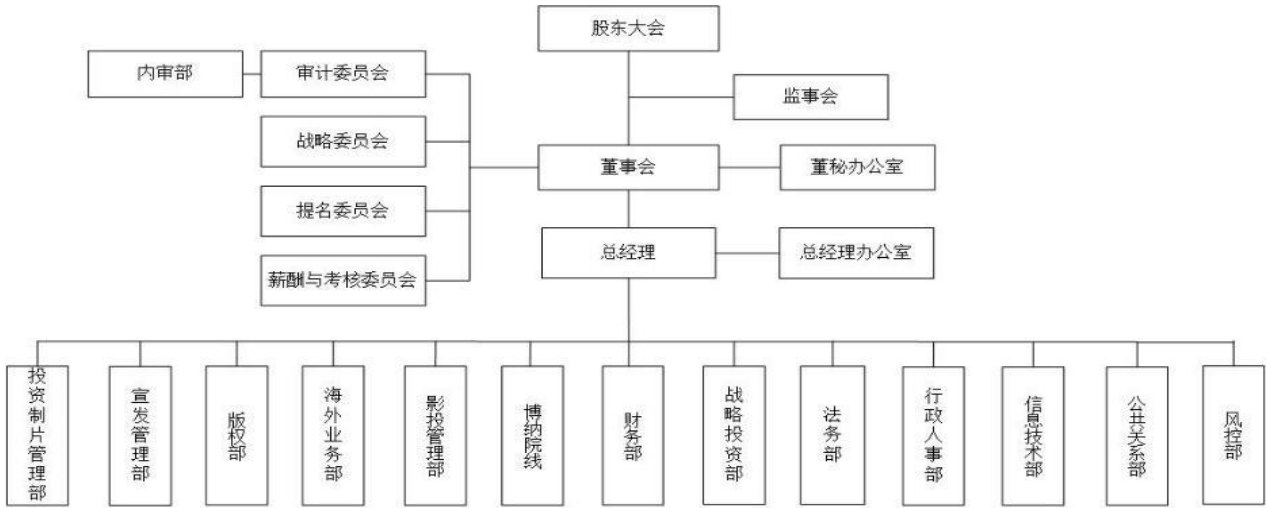 股东大会
内审部
审计委员会
监事会
战略委员会
董事会
董秘办公室
提名委员会
总经理
总经理办公室
薪酬与考核委员会
投资制片管理部
宣发管理部
版权部
海外业务部
影投管理部
博纳院线
财务部
战略投资部
法务部
行政人事部
信息技术部
公共关系部
风控部